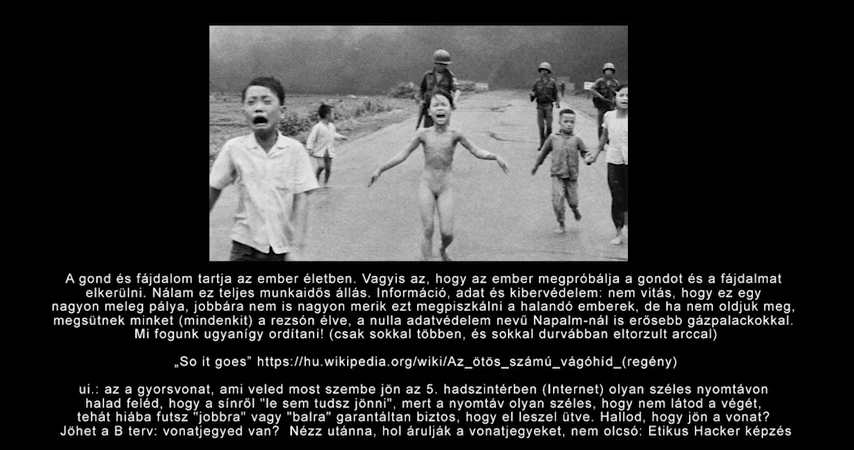 A gond és fájdalom tartja az ember életben. Vagyis az, hogy az ember megpróbálja a gondot és a fájdalmat
elkerülni. Nálam ez teljes munkaidős állás. Információ, adat és kibervédelem: nem vitás, hogy ez egy
nagyon meleg pálya, jobbára nem is nagyon merik ezt megpiszkálni a halandó emberek, de ha nem oldjuk meg,
megsütnek minket (mindenkit) a rezsón élve, a nulla adatvédelem nevű Napalm-nál is erősebb gázpalackokkal.
Mi fogunk ugyanígy ordítani! (csak sokkal többen, és sokkal durvábban eltorzult arccal)
„So it goes” https://hu.wikipedia.org/wiki/Az_ötös_számú_vágóhíd_(regény)
ui.: az a gyorsvonat, ami veled most szembe jön az 5. hadszintérben (Internet) olyan széles nyomtávon
halad feléd, hogy a sínről "le sem tudsz jönni", mert a nyomtáv olyan széles, hogy nem látod a végét,
tehát hiába futsz "jobbra" vagy "balra" garantáltan biztos, hogy el leszel ütve. Hallod, hogy jön a vonat?
Jöhet a B terv: vonatjegyed van? Nézz utánna, hol árulják a vonatjegyeket, nem olcsó: Etikus Hacker képzés